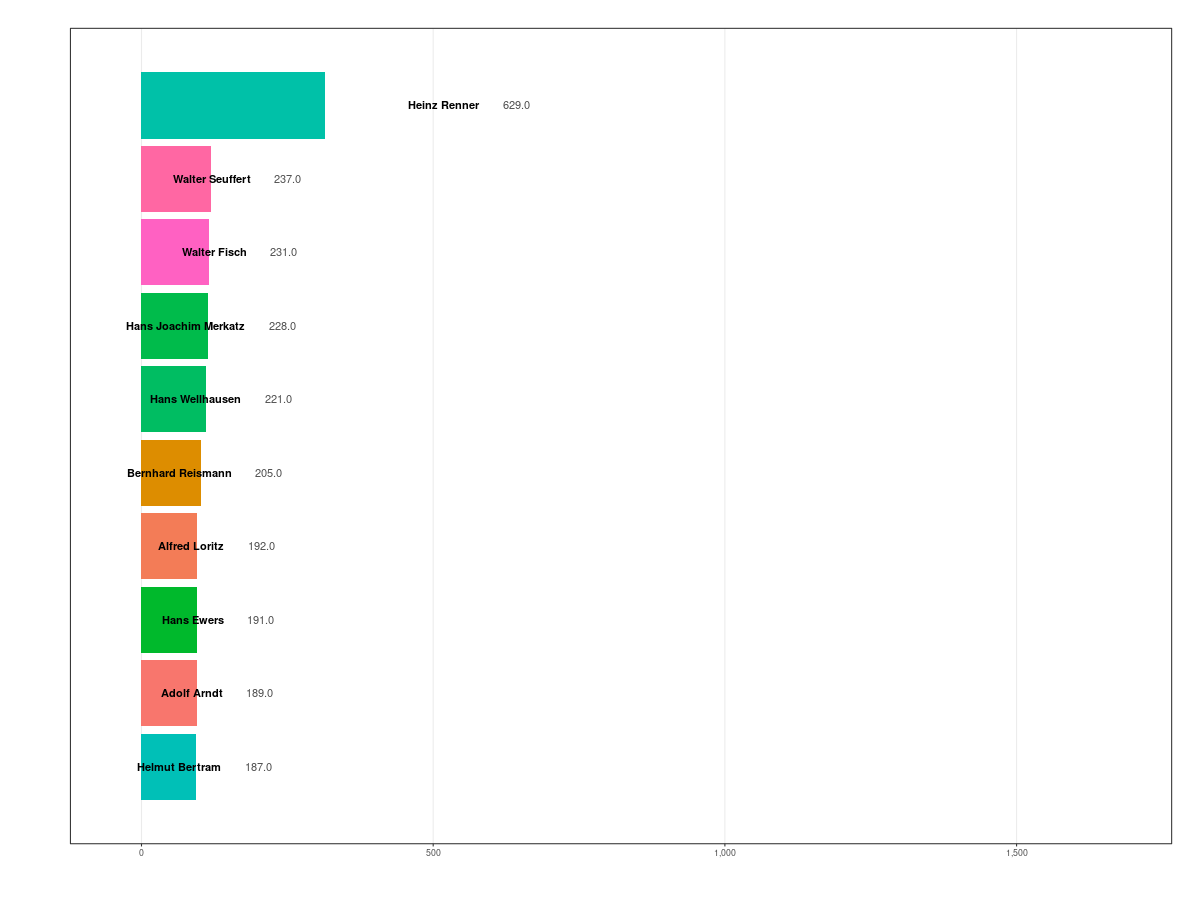 Heinz Renner 629.0
Walter Seuffert 237.0
Walter Fisch 231.0
Hans Joachim Merkatz 228.0
Hans Wellhausen 221.0
Bernhard Reismann 205.0
Alfred Loritz 192.0
Hans Ewers 191.0
Adolf Arndt 189.0
Helmut Bertram 187.0
0 500 1,000 1,500